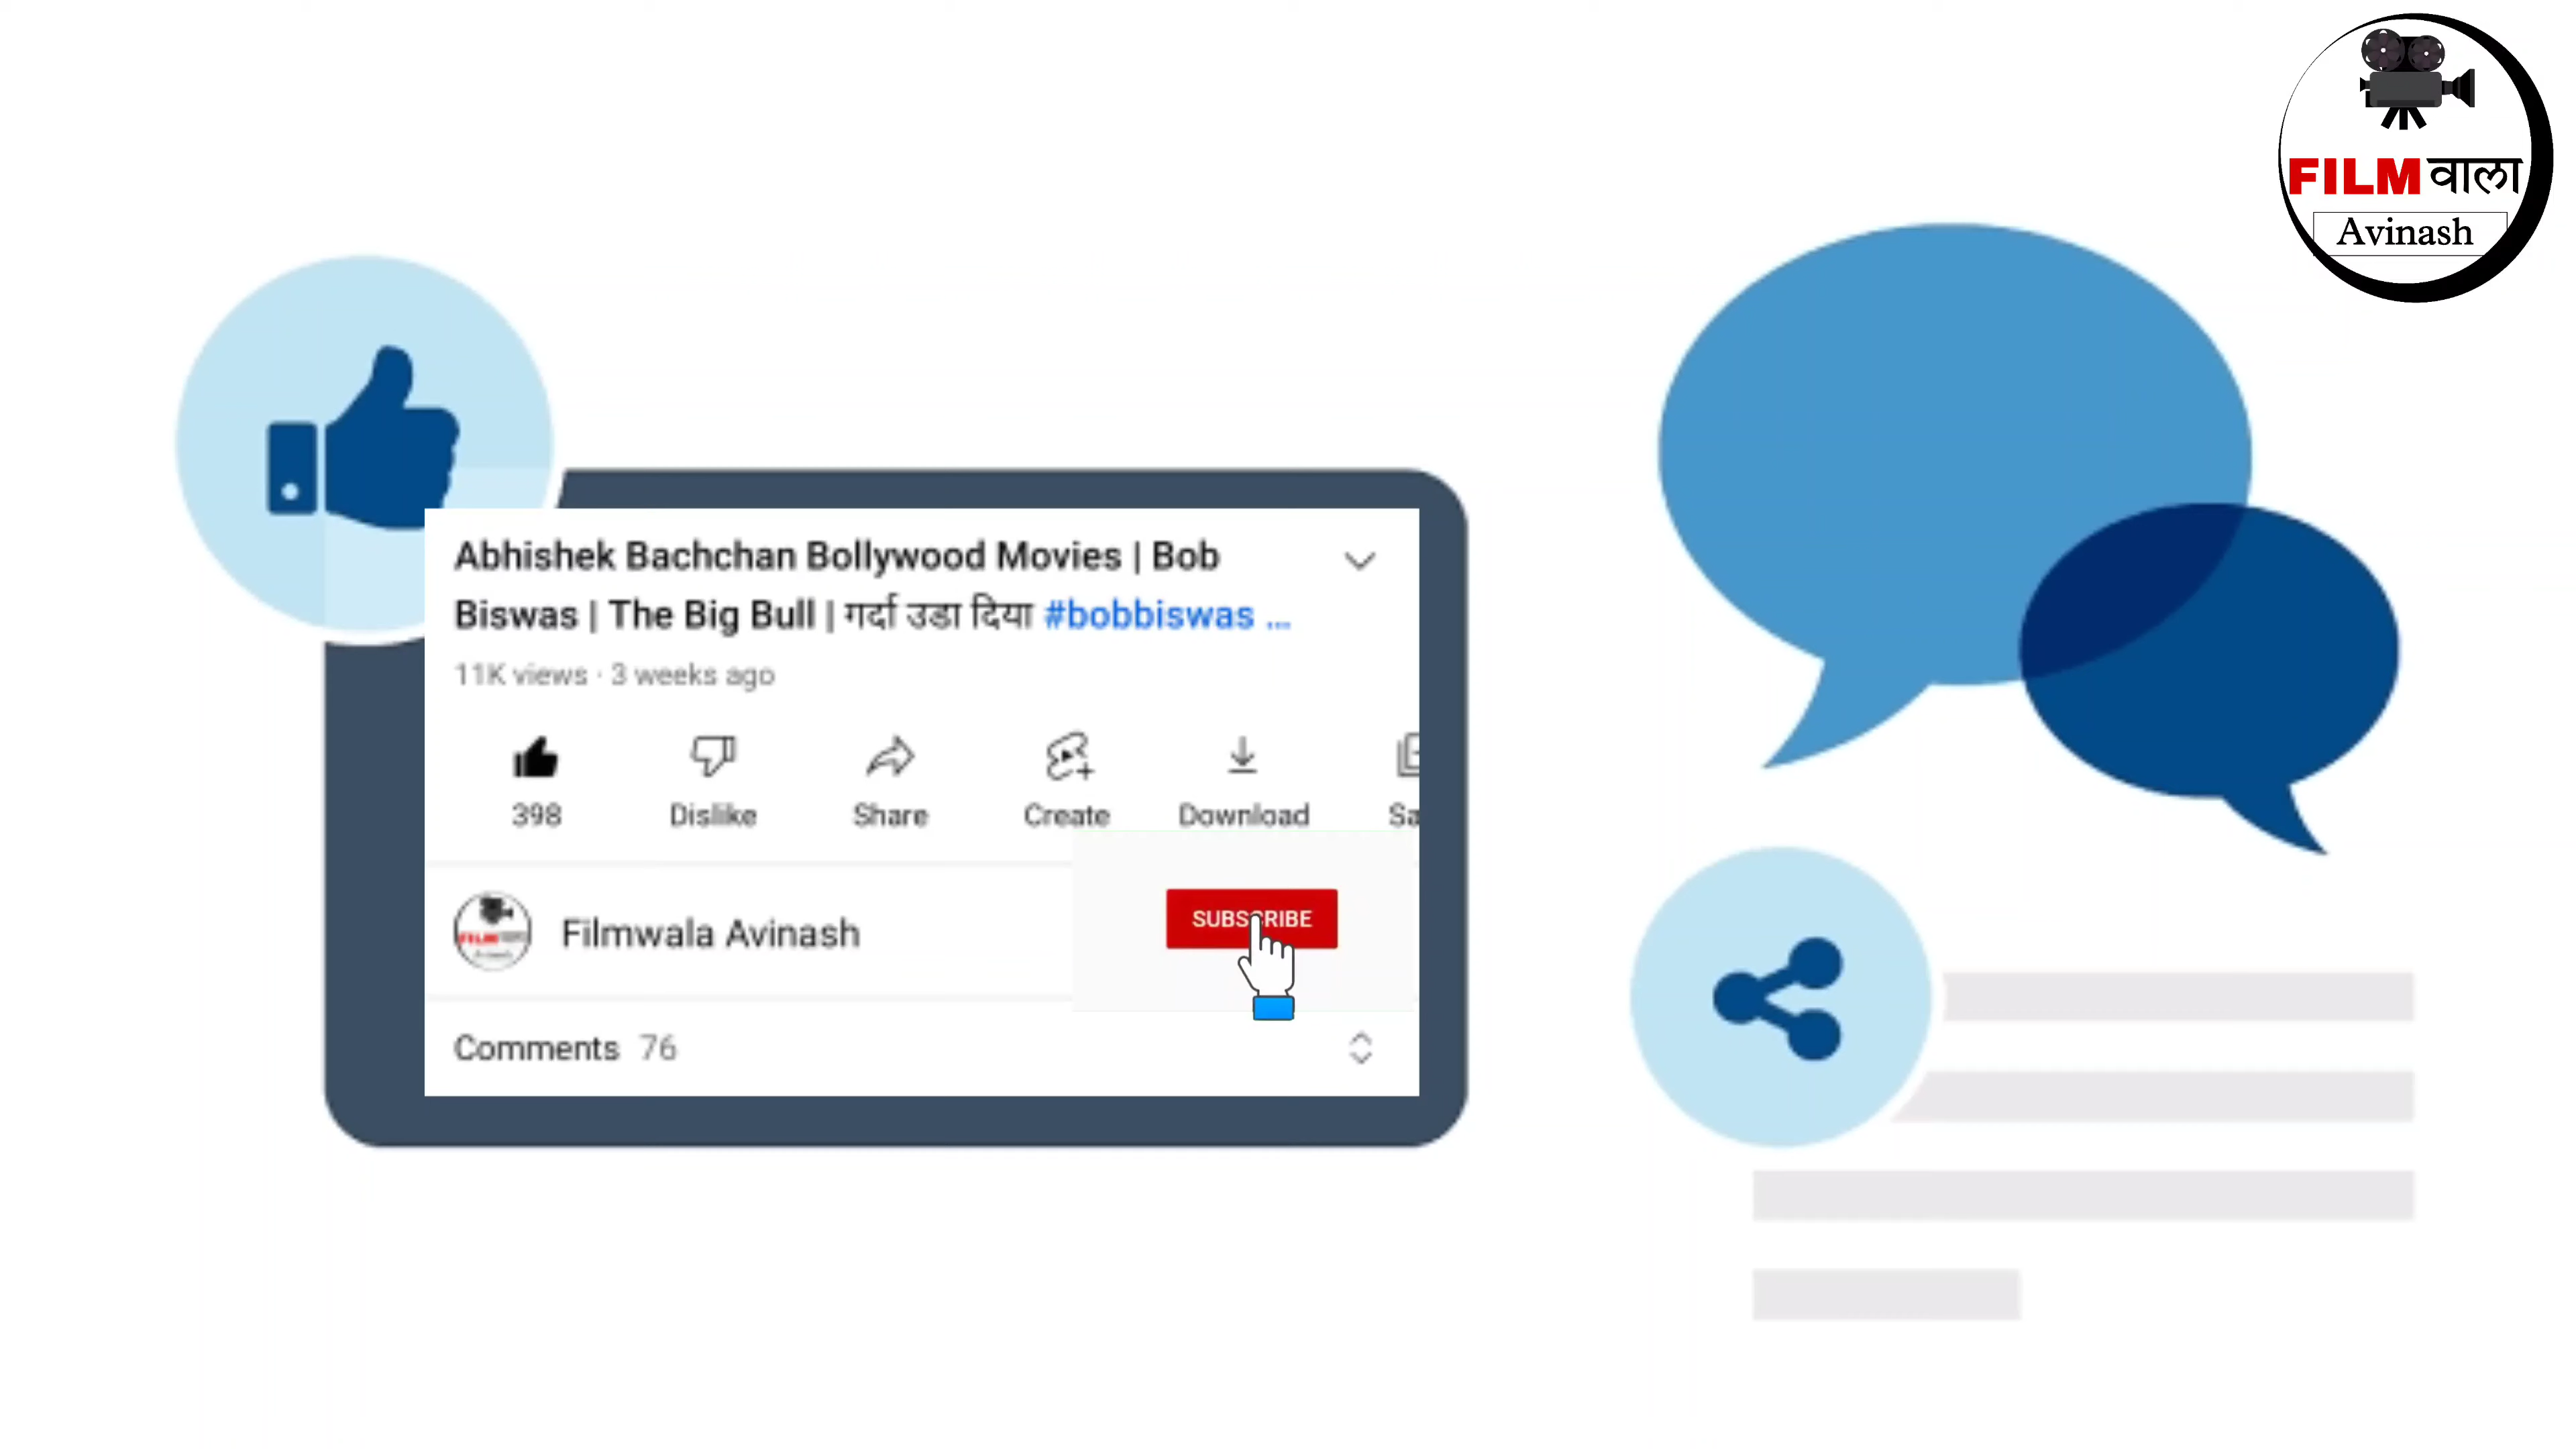 FILM वाला
Avinash
Abhishek Bachchan Bollywood Movies | Bob
Biswas | The Big Bull | गर्दा उडा दिया #bobbiswas ...
11K views · 3 weeks ago
398 Dislike Share Create Download Sa
Filmwala Avinash SUBSCRIBE
Comments 76